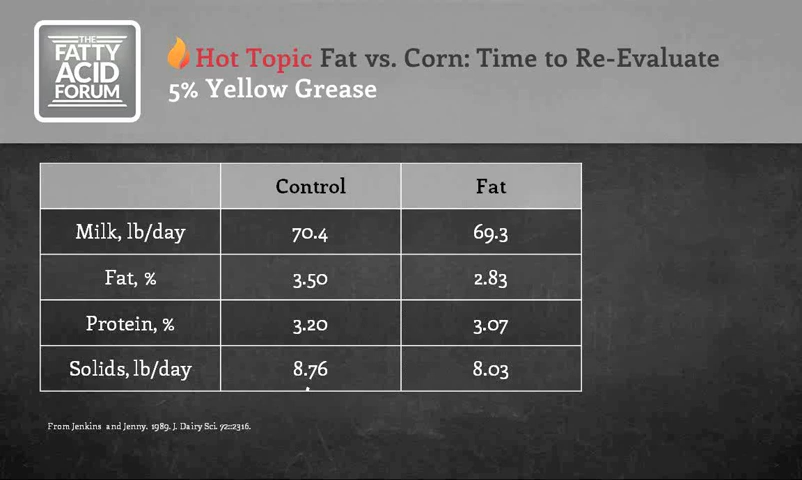 THE
FATTY
ACID
FORUM
Hot Topic Fat vs. Corn: Time to Re-Evaluate
5% Yellow Grease
Control Fat
Milk, lb/day 70.4 69.3
Fat, % 3.50 2.83
Protein, % 3.20 3.07
Solids, lb/day 8.76 8.03
From Jenkins and Jenny. 1989. J. Dairy Sci. 72::2316.